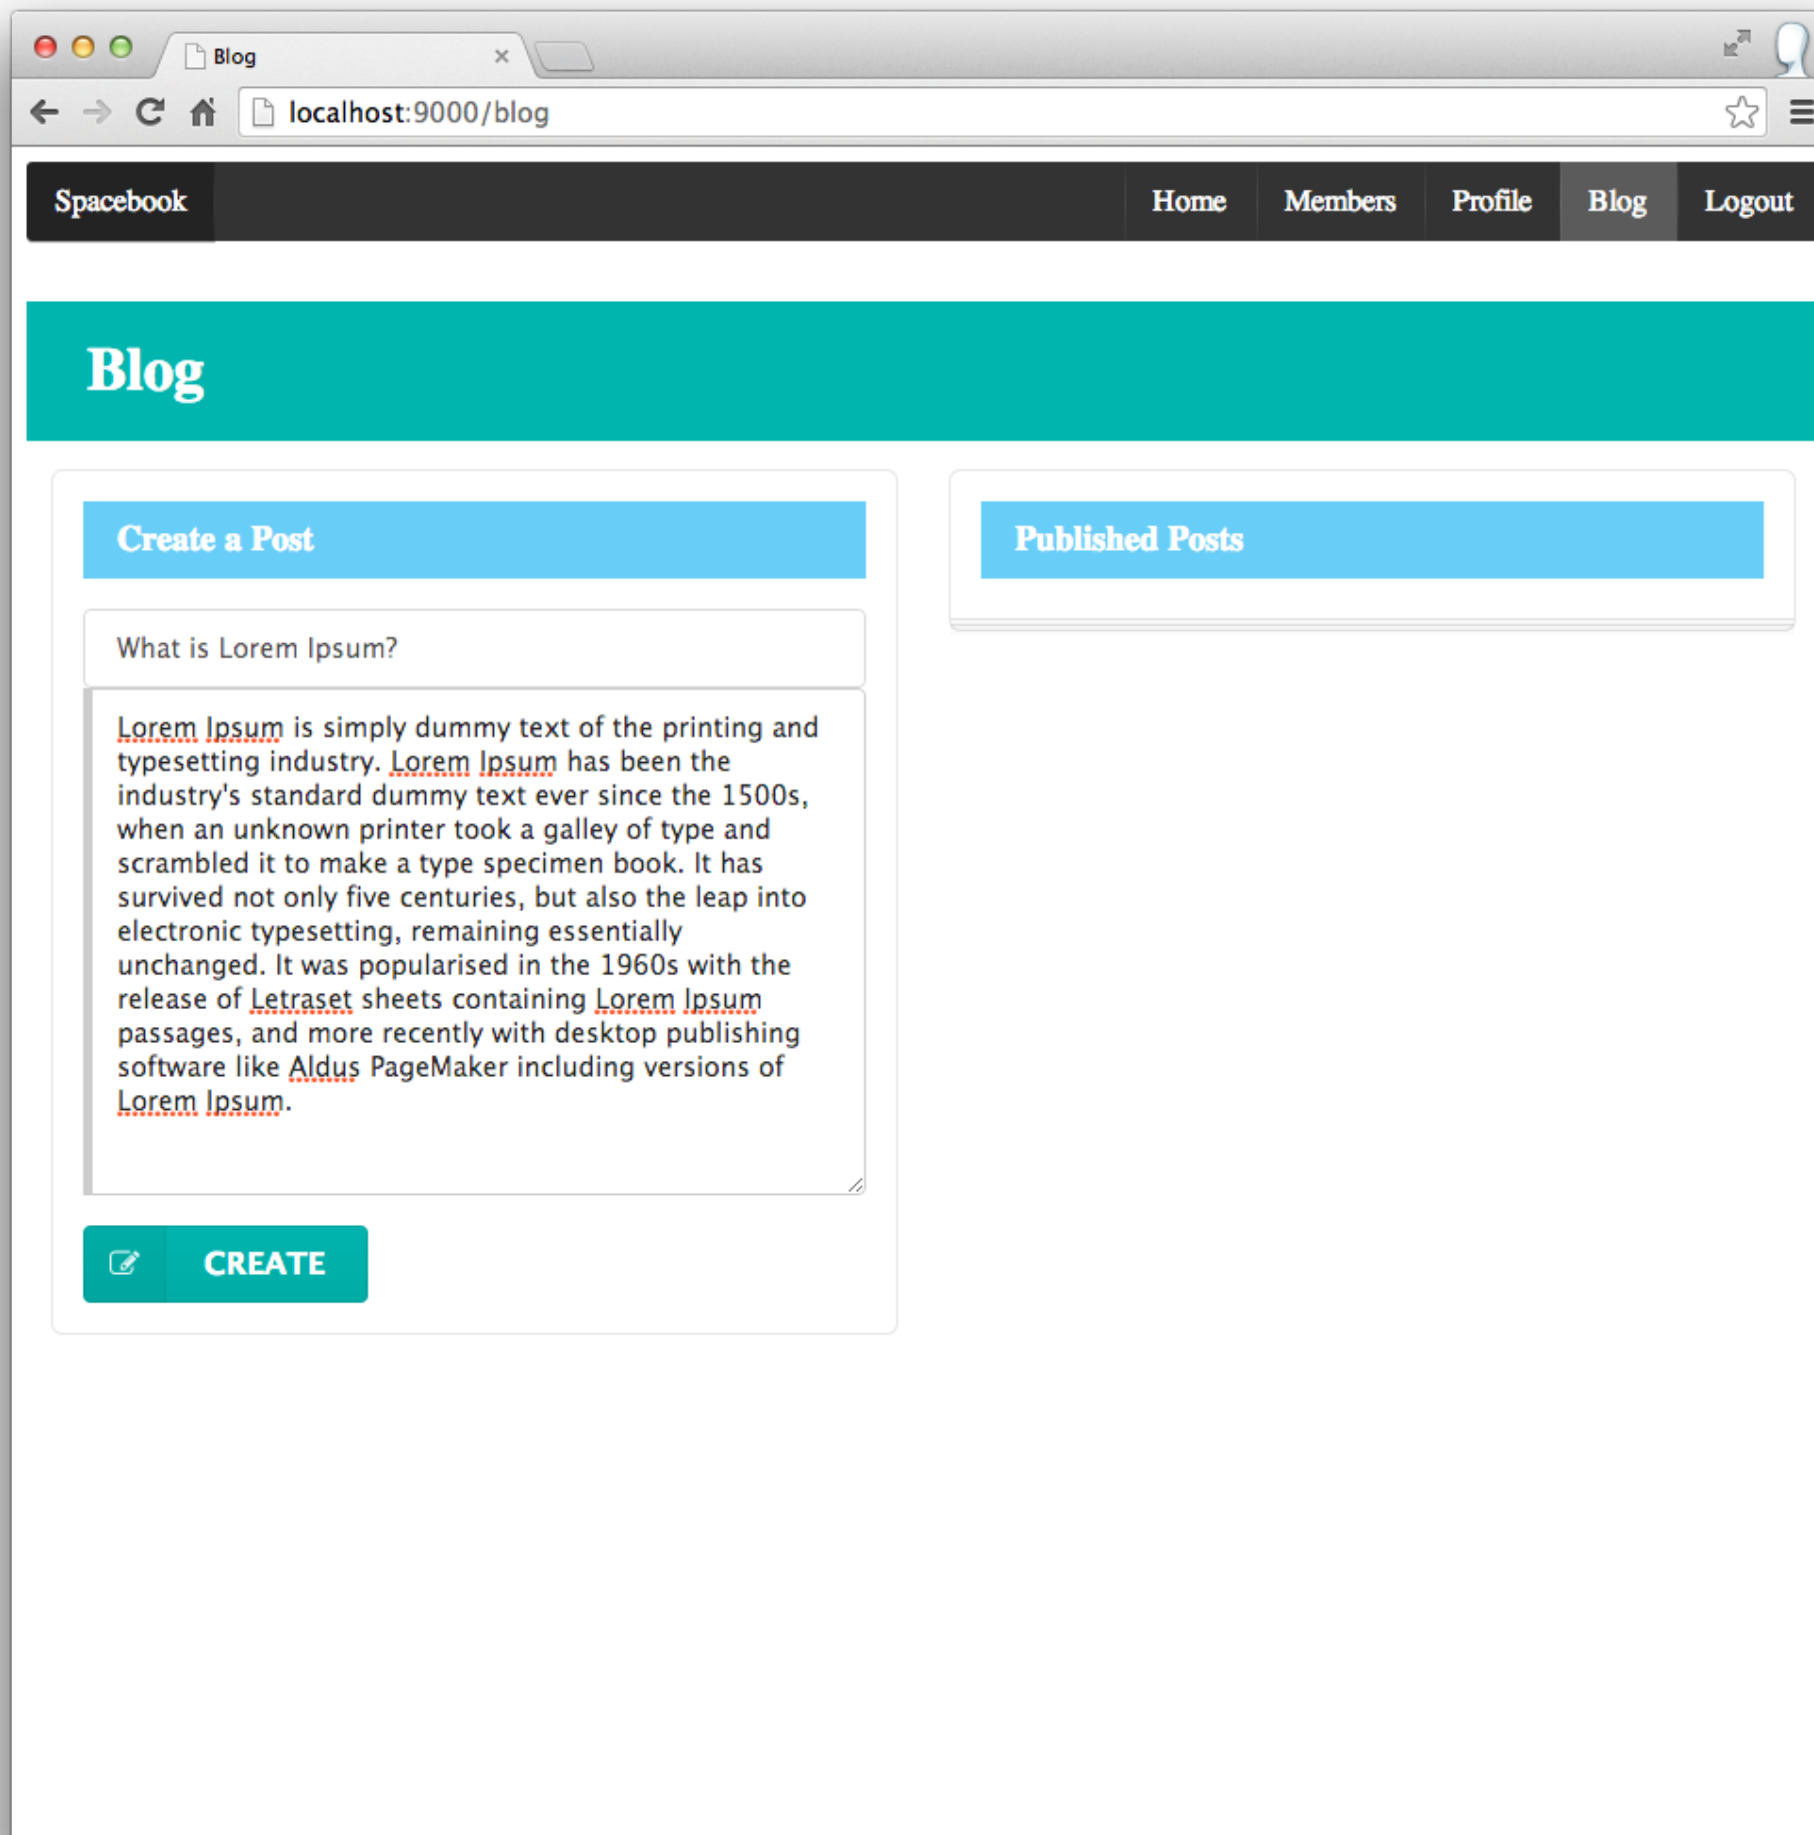 Blog
localhost:9000/blog
Spacebook Home Members Profile Blog Logout
Blog
Create a Post
What is Lorem Ipsum?
Lorem Ipsum is simply dummy text of the printing and
typesetting industry. Lorem Ipsum has been the
industry's standard dummy text ever since the 1500s,
when an unknown printer took a galley of type and
scrambled it to make a type specimen book. It has
survived not only five centuries, but also the leap into
electronic typesetting, remaining essentially
unchanged. It was popularised in the 1960s with the
release of Letraset sheets containing Lorem Ipsum
passages, and more recently with desktop publishing
software like Aldus PageMaker including versions of
Lorem Ipsum.
CREATE
Published Posts